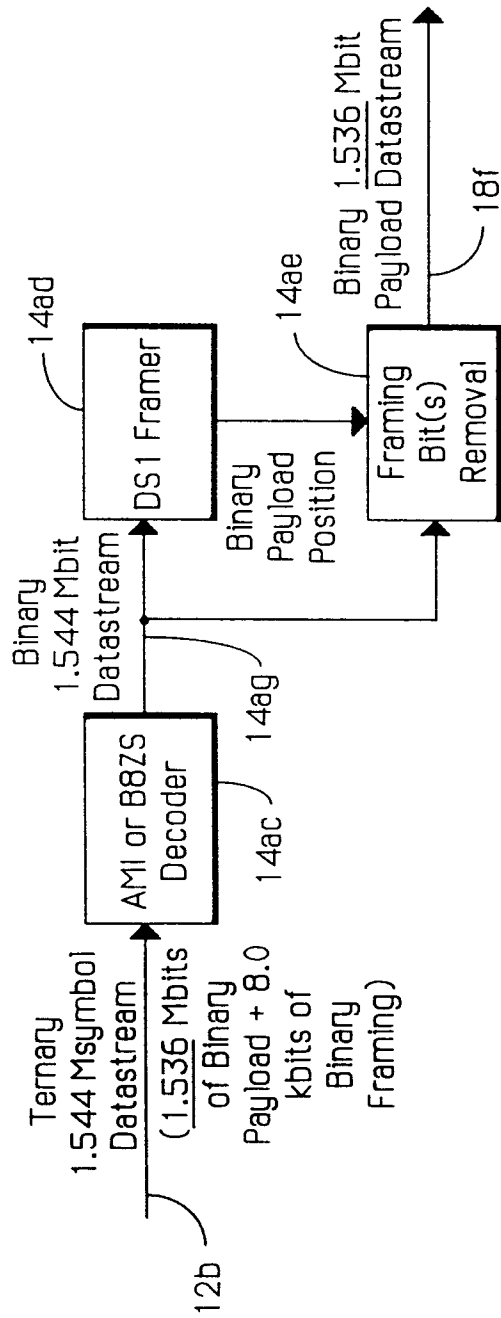 Ternary
1.544 Msymbol
Datastream
(1.536 Mbits
of Binary
Payload + 8.0
kbits of
Binary
Framing)
12b
AMI or B8ZS
Decoder
14ac
Binary
1.544 Mbit
Datastream
14ag
DS1 Framer
14ad
Binary
Payload
Position
Framing
Bit(s)
Removal
14ae
Binary 1.536 Mbit
Payload Datastream
18f